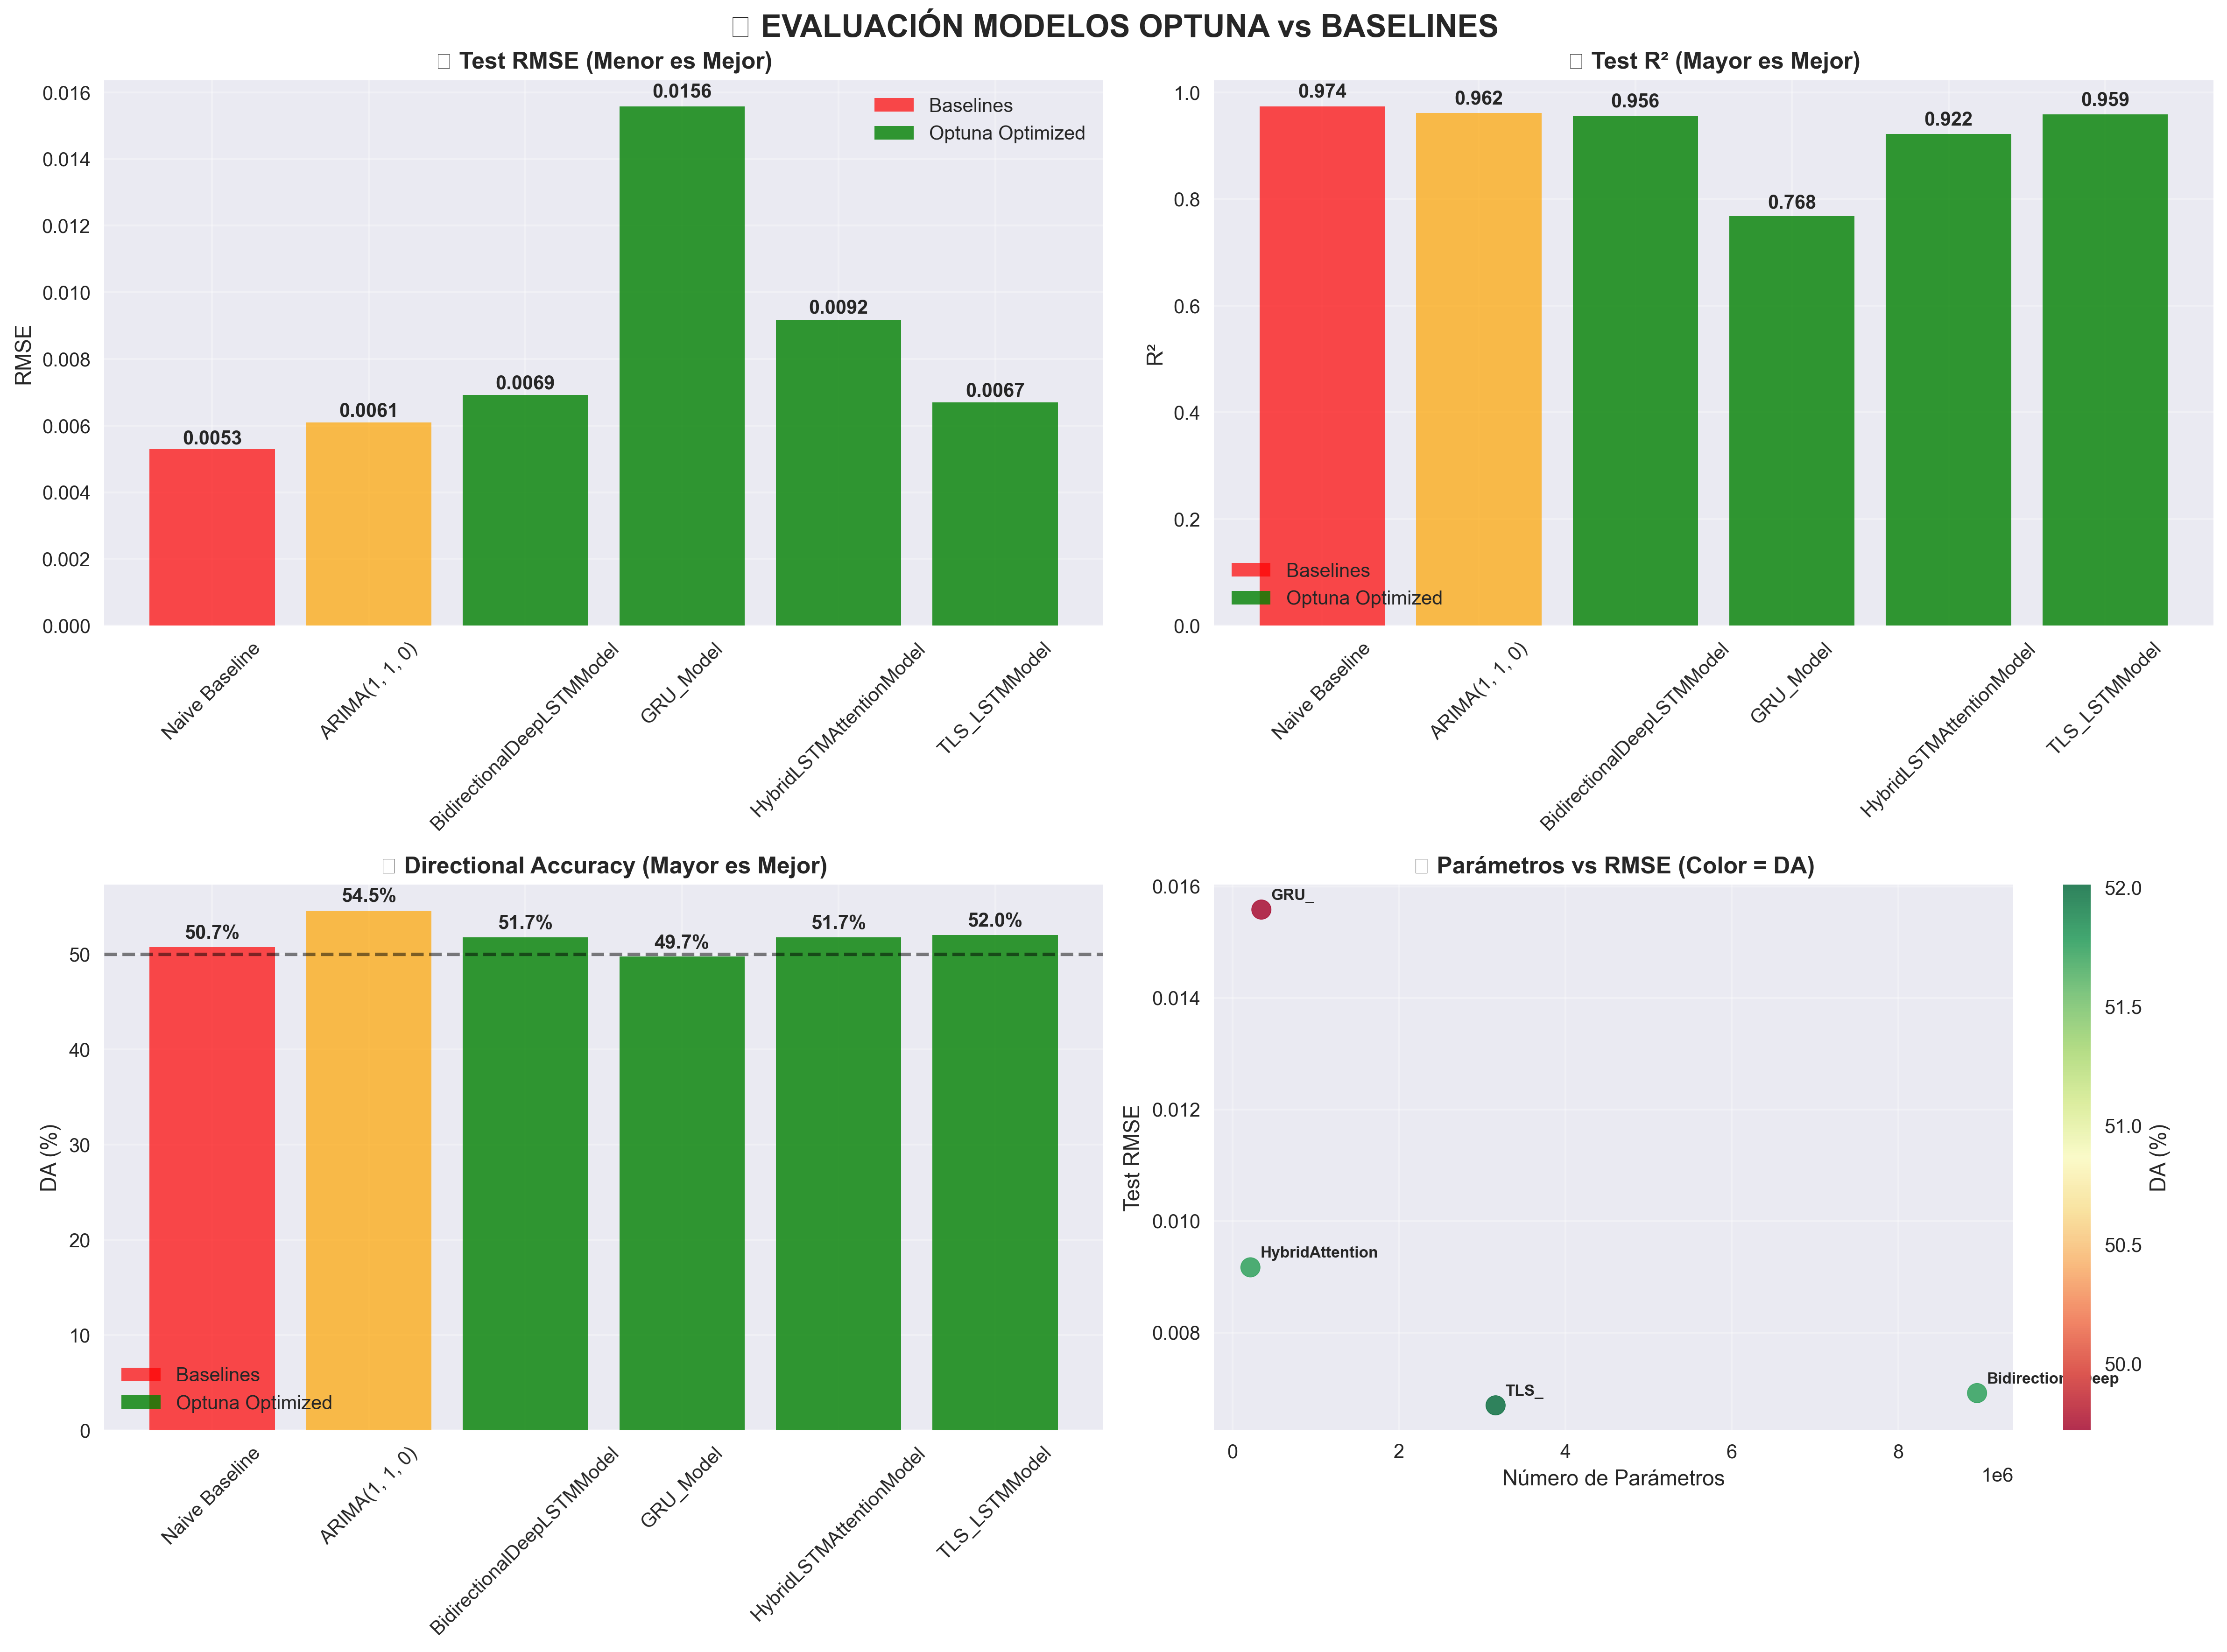 EVALUACIÓN MODELOS OPTUNA vs BASELINES
Test RMSE (Menor es Mejor)
0.016
0.014
0.012
0.010
0.008
0.006
0.004
0.002
0.000
RMSE
0.0053
0.0061
0.0069
0.0156
0.0092
0.0067
Baselines
Optuna Optimized
Naive Baseline
ARIMA(1, 1, 0)
BidirectionalDeepLSTMModel
GRU_Model
HybridLSTMAttentionModel
TLS_LSTMModel
Test R² (Mayor es Mejor)
1.0
0.8
0.6
0.4
0.2
0.0
R²
0.974
0.962
0.956
0.768
0.922
0.959
Baselines
Optuna Optimized
Naive Baseline
ARIMA(1, 1, 0)
BidirectionalDeepLSTMModel
GRU_Model
HybridLSTMAttentionModel
TLS_LSTMModel
Directional Accuracy (Mayor es Mejor)
50
40
30
20
10
0
DA (%)
50.7%
54.5%
51.7%
49.7%
51.7%
52.0%
Baselines
Optuna Optimized
Naive Baseline
ARIMA(1, 1, 0)
BidirectionalDeepLSTMModel
GRU_Model
HybridLSTMAttentionModel
TLS_LSTMModel
Parámetros vs RMSE (Color = DA)
0.016
0.014
0.012
0.010
0.008
Test RMSE
GRU_
HybridAttention
TLS_
0
2
4
6
8
1e6
Número de Parámetros
52.0
51.5
51.0
50.5
50.0
DA (%)